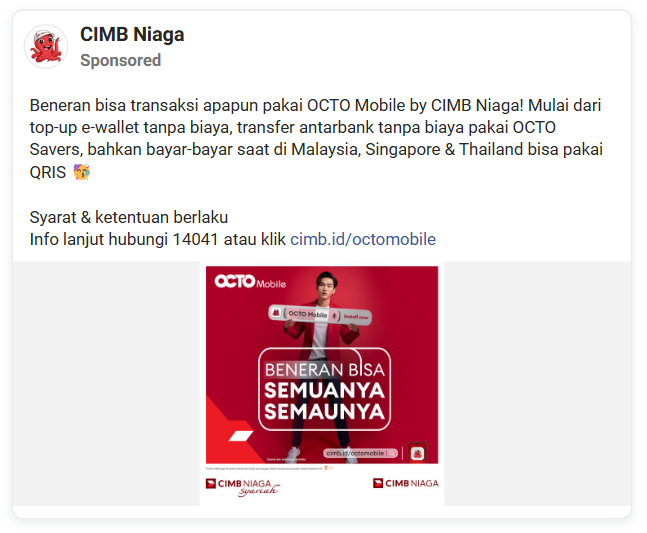 CIMB Niaga
Sponsored
Beneran bisa transaksi apapun pakai OCTO Mobile by CIMB Niaga! Mulai dari
top-up e-wallet tanpa biaya, transfer antarbank tanpa biaya pakai OCTO
Savers, bahkan bayar-bayar saat di Malaysia, Singapore & Thailand bisa pakai
QRIS 🥳
Syarat & ketentuan berlaku
Info lanjut hubungi 14041 atau klik cimb.id/octomobile
OCTO Mobile
OCTO Mobile Install now
BENERAN BISA
SEMUANYA
SEMAUNYA
cimb.id/octomobile
CIMB NIAGA
Syariah
CIMB NIAGA